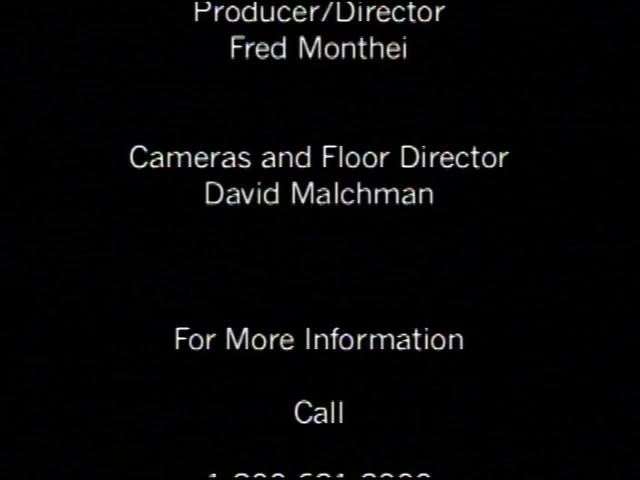 Producer/Director
Fred Monthei
Cameras and Floor Director
David Malchman
For More Information
Call